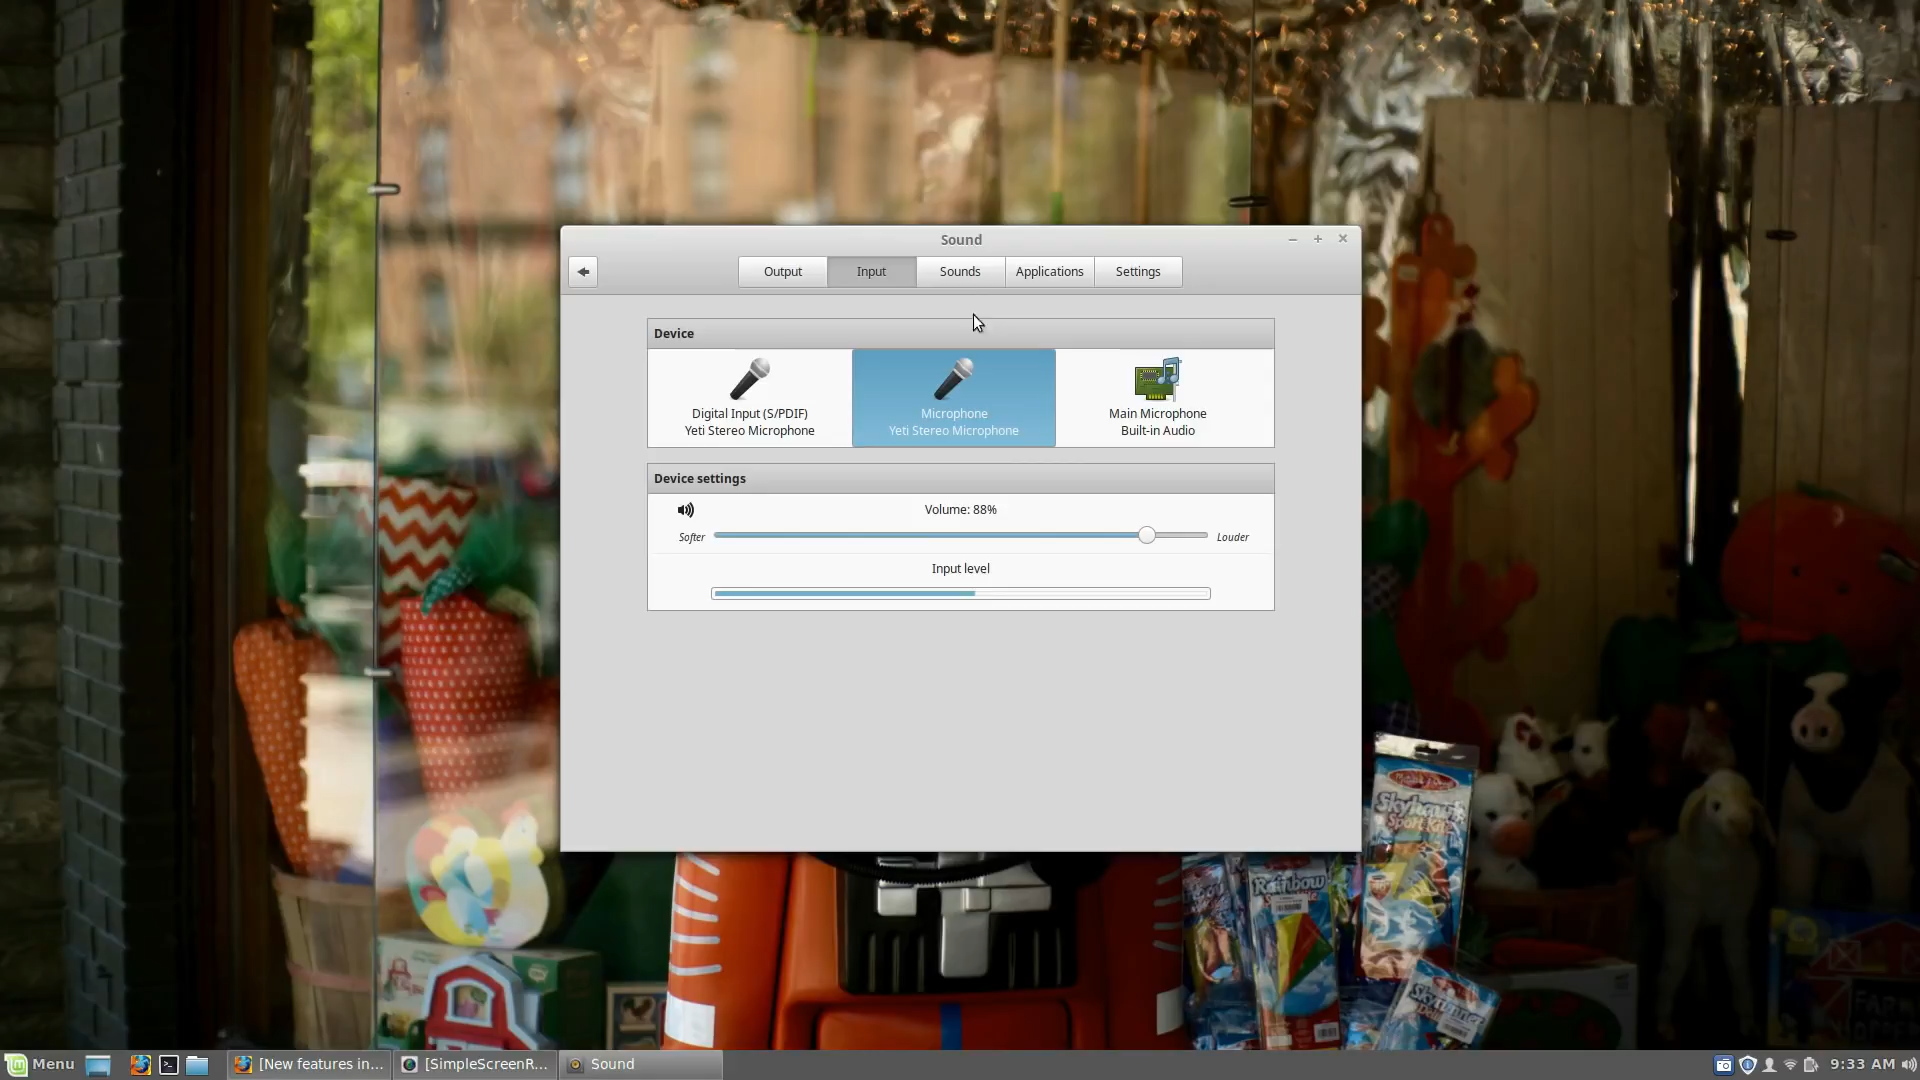 Sound
Output
Input
Sounds
Applications
Settings
Device
Digital Input (S/PDIF)
Yeti Stereo Microphone
Microphone
Yeti Stereo Microphone
Main Microphone
Built-in Audio
Device settings
Volume: 88%
Softer
Louder
Input level
Rainbow
Menu
[New features in...
[SimpleScreenR...
Sound
9:33 AM